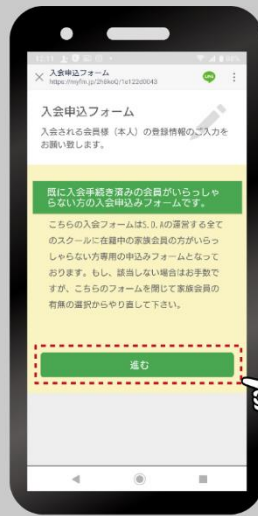 12:11
88%
入会申込フォーム
入会申込フォーム
入会される会員様（本人）の登録情報のご入力を
お願い致します。
既に入会手続き済みの会員がいらっしゃ
らない方の入会申込みフォームです。
こちらの入会フォームはS.O.Aの運営する全て
のスクールに在籍中の家族会員の方がいらっ
しゃらない方専用の申込みフォームとなって
おります。もし、該当しない場合はお手数で
すが、こちらのフォームを閉じて家族会員の
有無の選択からやり直して下さい。
進む